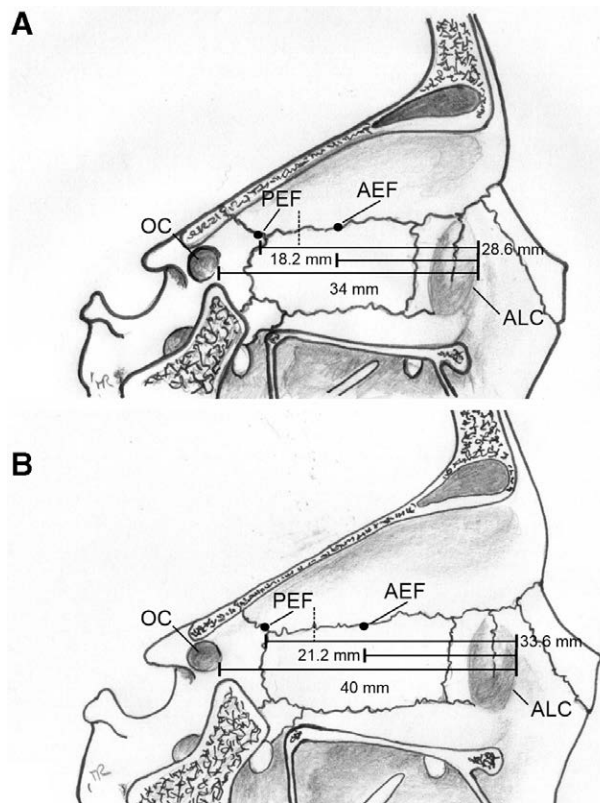 A
PEF
AEF
OC
28.6 mm
18.2 mm
34 mm
ALC
B
PEF
AEF
OC
33.6 mm
21.2 mm
40 mm
ALC